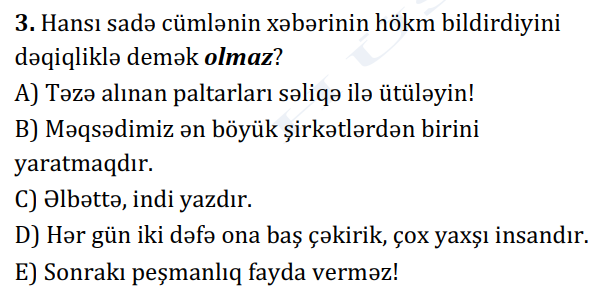 3. Hansı sadə cümlənin xəbərinin hökm bildirdiyini
dəqiqliklə demək olmaz?
A) Təzə alınan paltarları səliqə ilə ütüləyin!
B) Məqsədimiz ən böyük şirkətlərdən birini
yaratmaqdır.
C) Əlbəttə, indi yazdır.
D) Hər gün iki dəfə ona baş çəkirik, çox yaxşı insandır.
E) Sonrakı peşmanlıq fayda verməz!